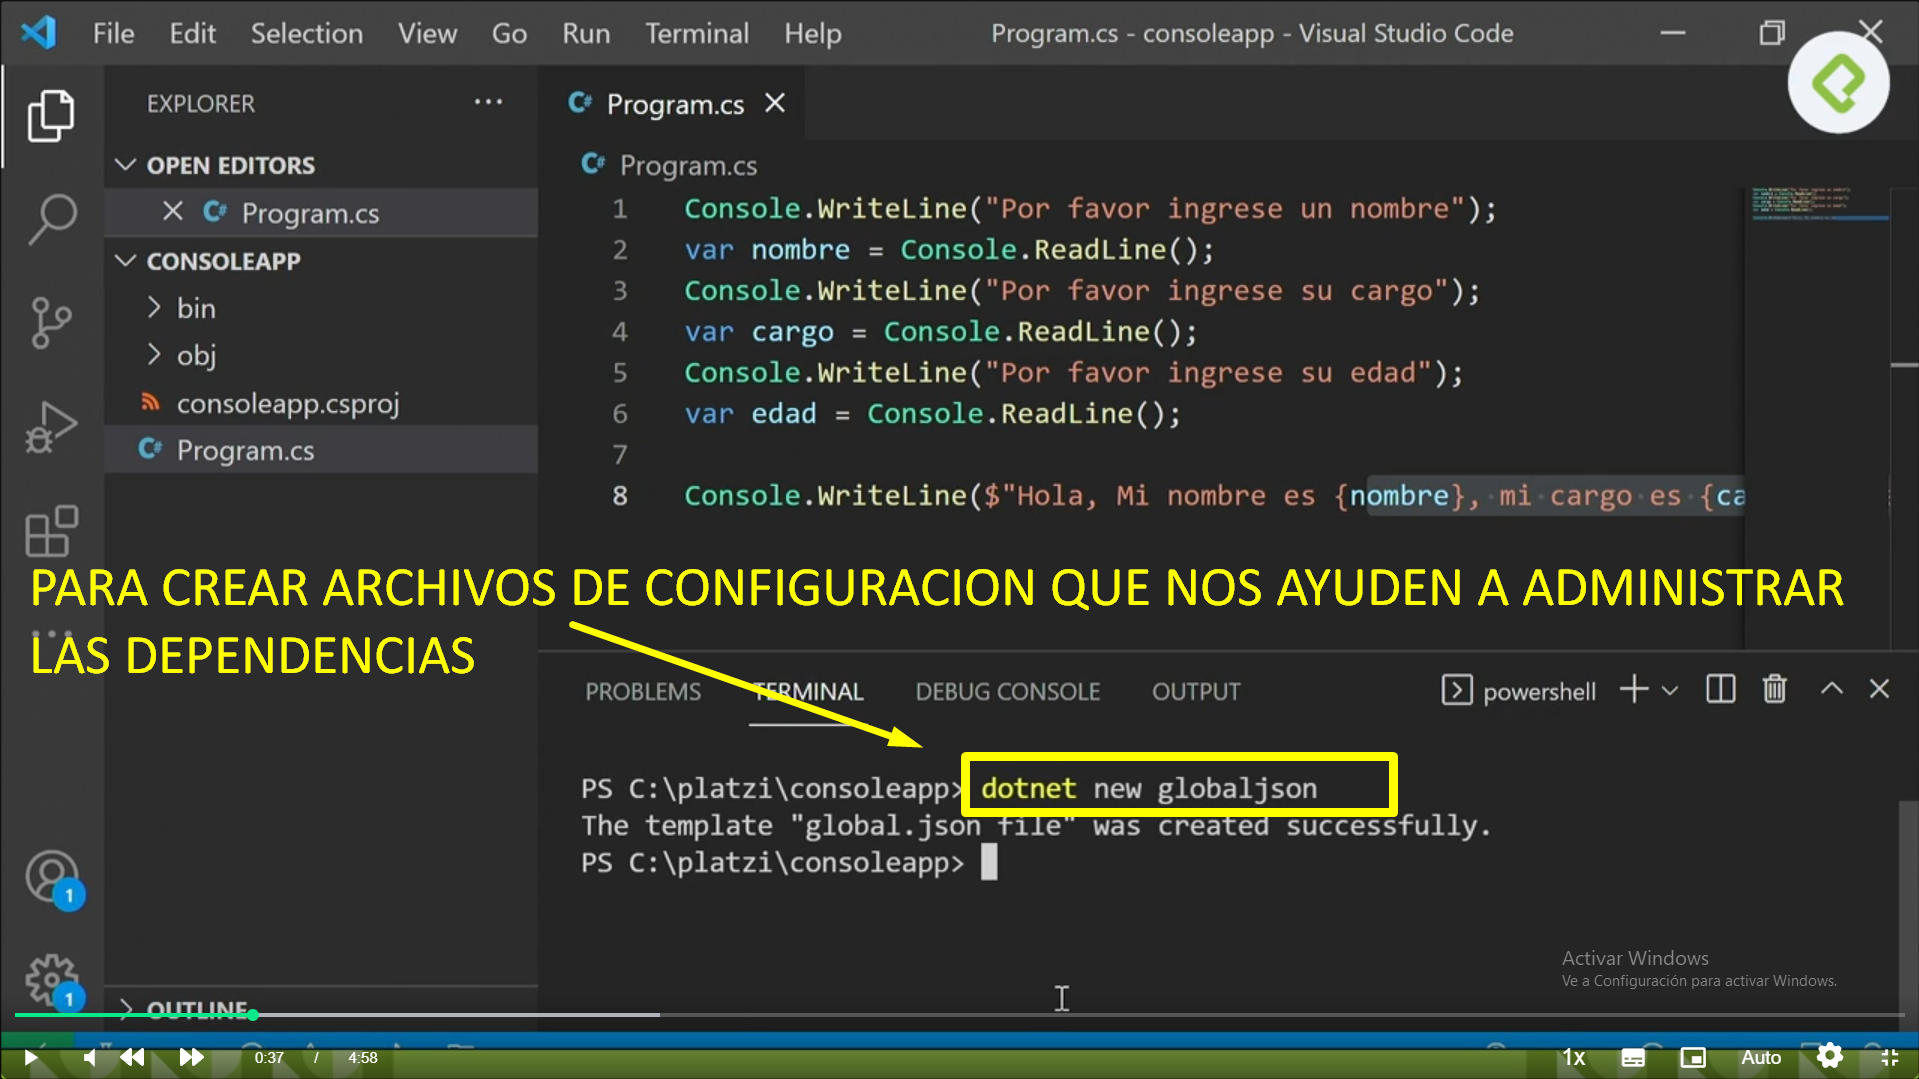 File Edit Selection View Go Run Terminal Help Program.cs - consoleapp - Visual Studio Code
EXPLORER
OPEN EDITORS
Program.cs
CONSOLEAPP
bin
obj
consoleapp.csproj
Program.cs
OUTLINE
Program.cs
Program.cs
1 Console.WriteLine("Por favor ingrese un nombre");
2 var nombre = Console.ReadLine();
3 Console.WriteLine("Por favor ingrese su cargo");
4 var cargo = Console.ReadLine();
5 Console.WriteLine("Por favor ingrese su edad");
6 var edad = Console.ReadLine();
7
8 Console.WriteLine($"Hola, Mi nombre es {nombre}, mi cargo es {ca
PARA CREAR ARCHIVOS DE CONFIGURACION QUE NOS AYUDEN A ADMINISTRAR
LAS DEPENDENCIAS
PROBLEMS TERMINAL DEBUG CONSOLE OUTPUT powershell
PS C:\platzi\consoleapp> dotnet new globaljson
The template "global.json file" was created successfully.
PS C:\platzi\consoleapp>
1
1
Activar Windows
Ve a Configuración para activar Windows.
0:37 / 4:58 1x Auto